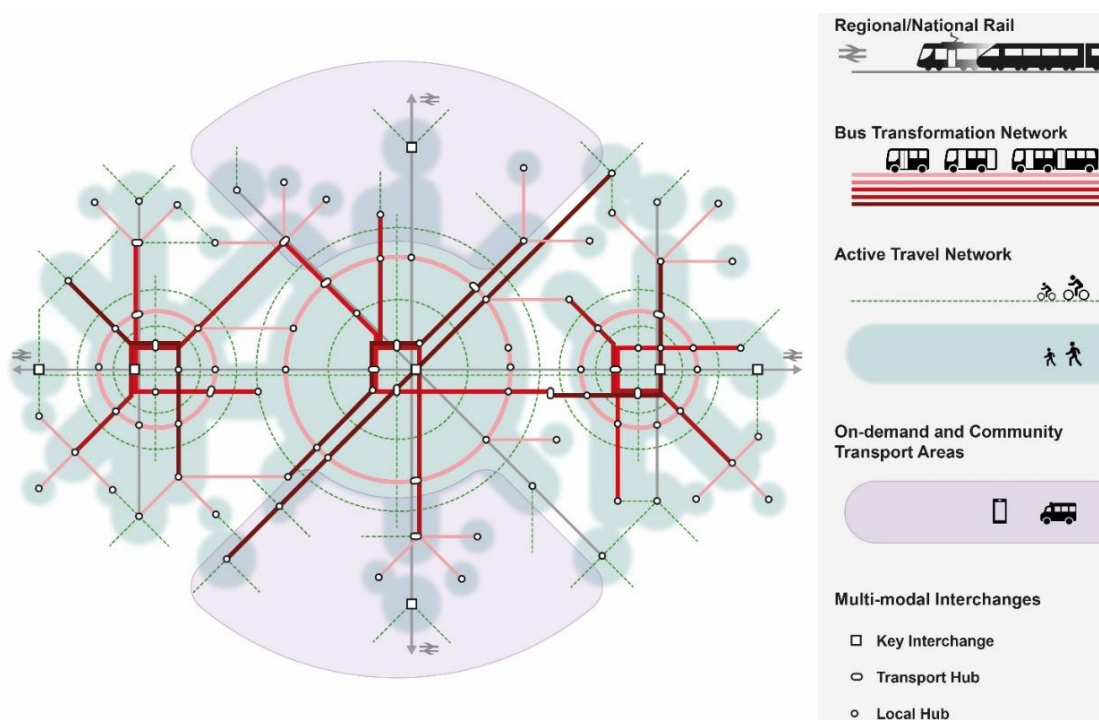 Regional/National Rail
Bus Transformation Network
Active Travel Network
On-demand and Community
Transport Areas
Multi-modal Interchanges
Key Interchange
Transport Hub
Local Hub